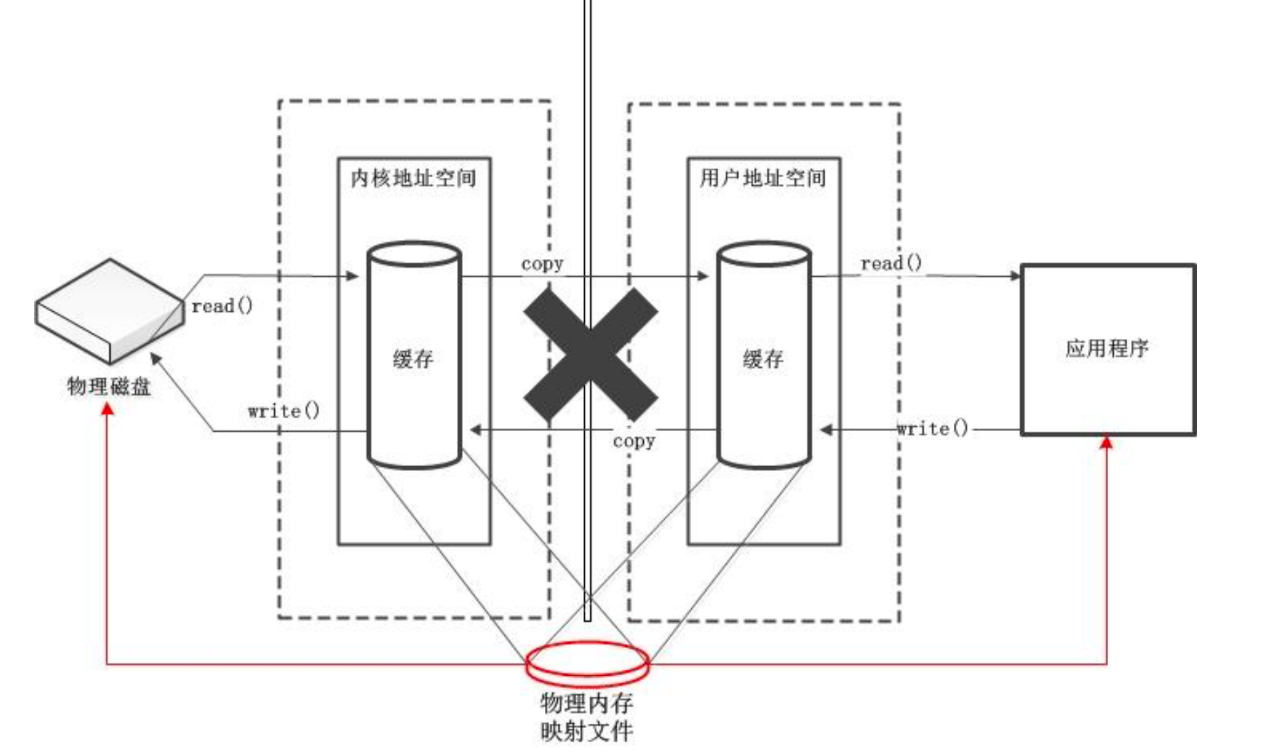 内核地址空间
用户地址空间
copy
read()
read()
缓存
缓存
应用程序
物理磁盘
write()
copy
write()
物理内存
映射文件